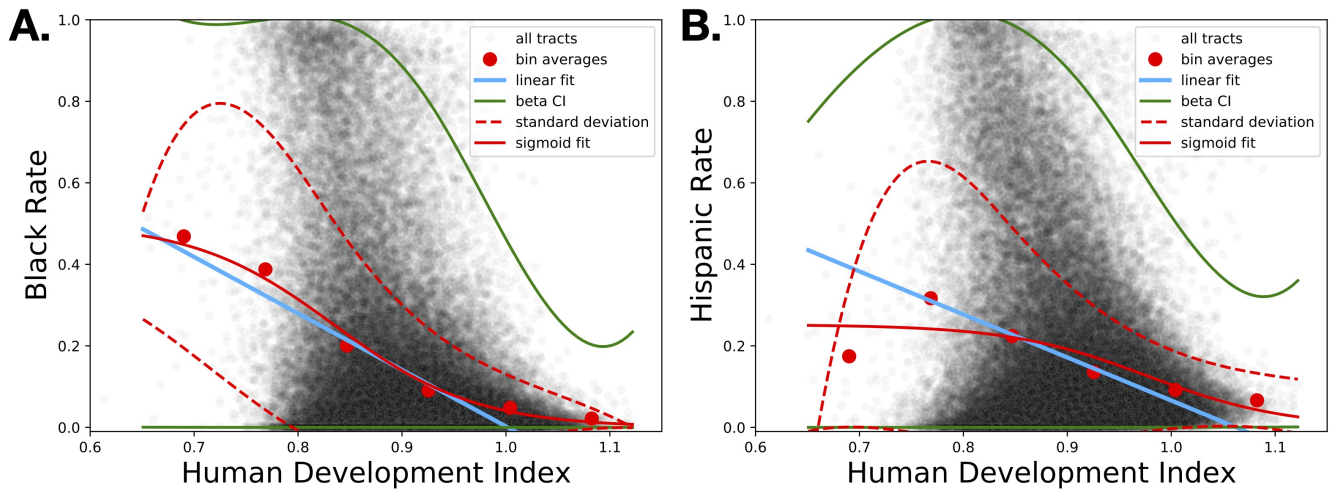 A.
1.0
0.8
0.6
0.4
0.2
0.0
Black Rate
0.6 0.7 0.8 0.9 1.0 1.1
Human Development Index
all tracts
bin averages
linear fit
beta CI
standard deviation
sigmoid fit
B.
1.0
0.8
0.6
0.4
0.2
0.0
Hispanic Rate
0.6 0.7 0.8 0.9 1.0 1.1
Human Development Index
all tracts
bin averages
linear fit
beta CI
standard deviation
sigmoid fit